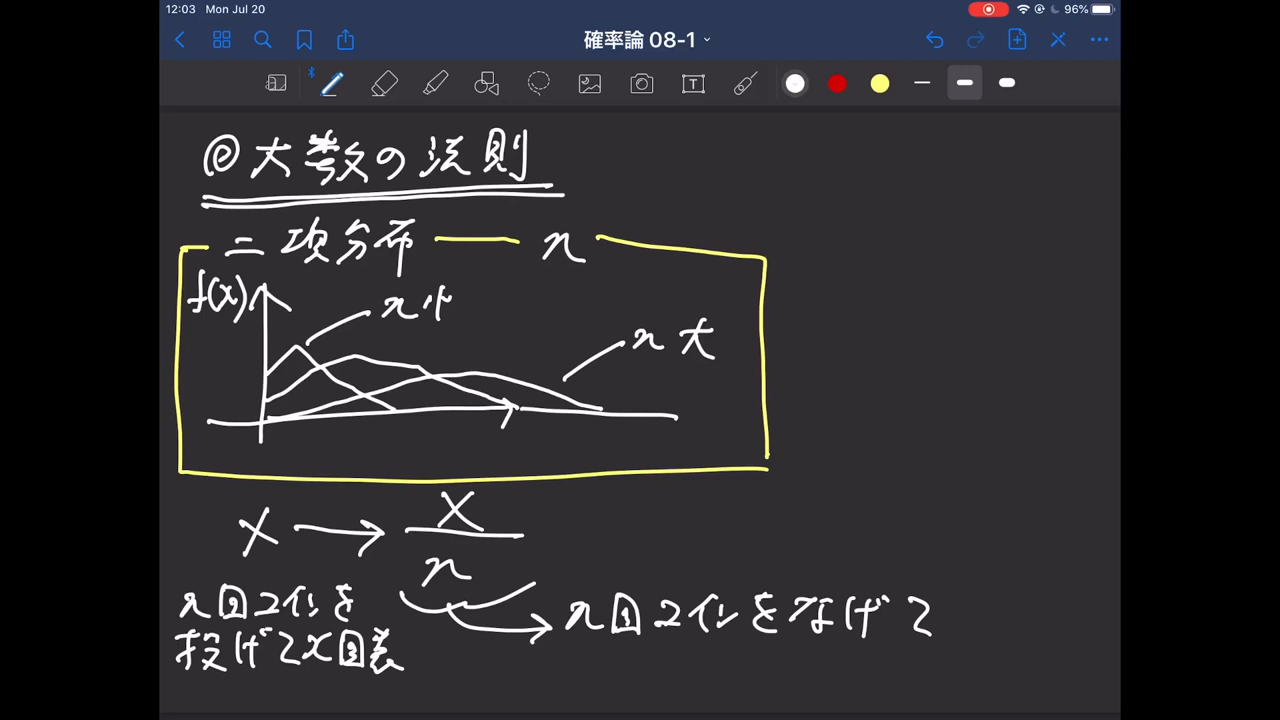 12:03 Mon Jul 20
96%
確率論 08-1
T
@大数の法則
二項分布 n
f(x)
n小
n大
X → X/n
n回コインを
投げてX回表
n回コインをなげて